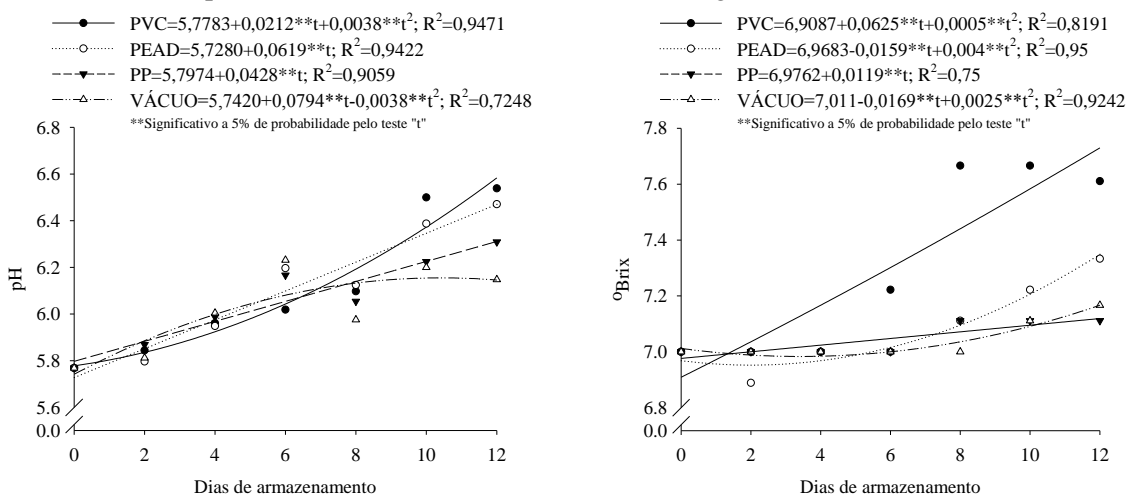 PVC=5,7783+0,0212**t+0,0038**t²; R²=0,9471
PEAD=5,7280+0,0619**t; R²=0,9422
PP=5,7974+0,0428**t; R²=0,9059
VÁCUO=5,7420+0,0794**t-0,0038**t²; R²=0,7248
**Significativo a 5% de probabilidade pelo teste "t"
6.8
6.6
6.4
6.2
6.0
5.8
5.6
0.0
pH
0 2 4 6 8 10 12
Dias de armazenamento
PVC=6,9087+0,0625**t+0,0005**t²; R²=0,8191
PEAD=6,9683-0,0159**t+0,004**t²; R²=0,95
PP=6,9762+0,0119**t; R²=0,75
VÁCUO=7,011-0,0169**t+0,0025**t²; R²=0,9242
**Significativo a 5% de probabilidade pelo teste "t"
7.8
7.6
7.4
7.2
7.0
6.8
0.0
ºBrix
0 2 4 6 8 10 12
Dias de armazenamento